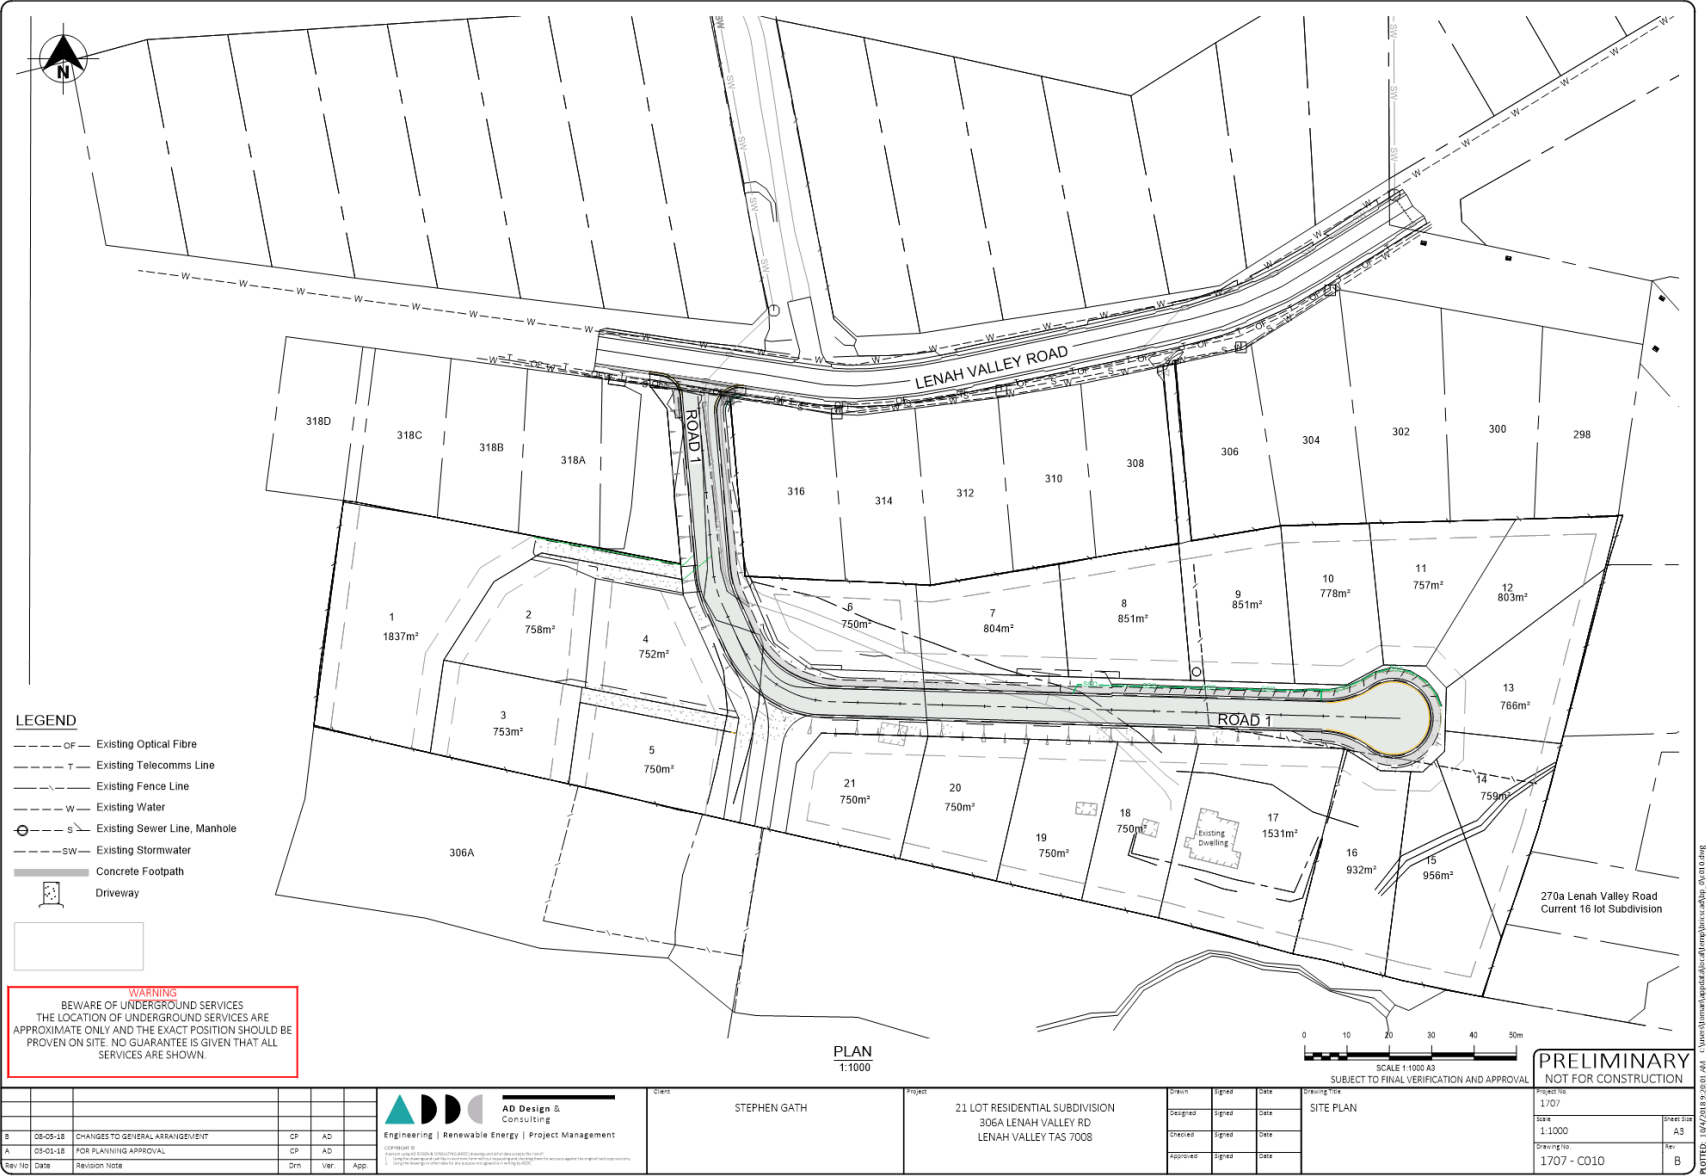 N
LENAH VALLEY ROAD
ROAD 1
318D
318C
318B
318A
316
314
312
310
308
306
304
302
300
298
1
1837m²
2
758m²
3
753m²
4
752m²
5
750m²
6
750m²
7
804m²
8
851m²
9
851m²
10
778m²
11
757m²
12
803m²
13
766m²
14
759m²
15
956m²
16
932m²
17
1531m²
18
750m²
19
750m²
20
750m²
21
750m²
ROAD 1
Existing
Dwelling
306A
270a Lenah Valley Road
Current 16 lot Subdivision
LEGEND
OF Existing Optical Fibre
T Existing Telecomms Line
Existing Fence Line
W Existing Water
S Existing Sewer Line, Manhole
SW Existing Stormwater
Concrete Footpath
Driveway
WARNING
BEWARE OF UNDERGROUND SERVICES
THE LOCATION OF UNDERGROUND SERVICES ARE
APPROXIMATE ONLY AND THE EXACT POSITION SHOULD BE
PROVEN ON SITE. NO GUARANTEE IS GIVEN THAT ALL
SERVICES ARE SHOWN.
PLAN
1:1000
0 10 20 30 40 50m
SCALE 1:1000 A3
SUBJECT TO FINAL VERIFICATION AND APPROVAL
PRELIMINARY
NOT FOR CONSTRUCTION
B 08-05-18 CHANGES TO GENERAL ARRANGEMENT CP AD
A 03-01-18 FOR PLANNING APPROVAL CP AD
Rev No Date Revision Note Drn Ver. App.
ADDC
AD Design &
Consulting
Engineering | Renewable Energy | Project Management
Client
STEPHEN GATH
Project
21 LOT RESIDENTIAL SUBDIVISION
306A LENAH VALLEY RD
LENAH VALLEY TAS 7008
Drawn Signed Date
Designed Signed Date
Checked Signed Date
Approved Signed Date
Drawing Title
SITE PLAN
Project No.
1707
Scale
1:1000
Sheet Size
A3
Drawing No.
1707 - C010
Rev
B